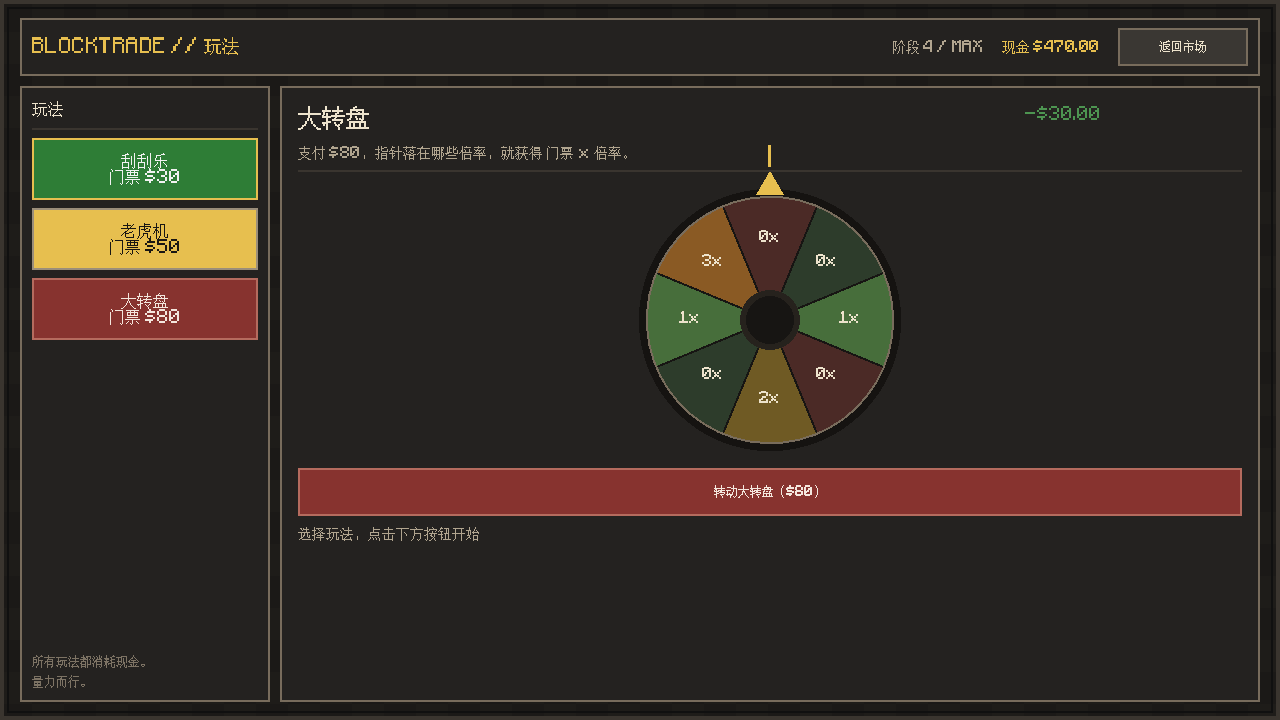 BLOCKTRADE // 玩法
阶段 4 / MAX
现金 $470.00
返回市场
玩法
刮刮乐
门票 $30
老虎机
门票 $50
大转盘
门票 $80
所有玩法都消耗现金。
量力而行。
大转盘
-$30.00
支付 $80，指针落在哪些倍率，就获得 门票 × 倍率。
0x
3x
0x
1x
1x
0x
0x
2x
转动大转盘（$80）
选择玩法，点击下方按钮开始